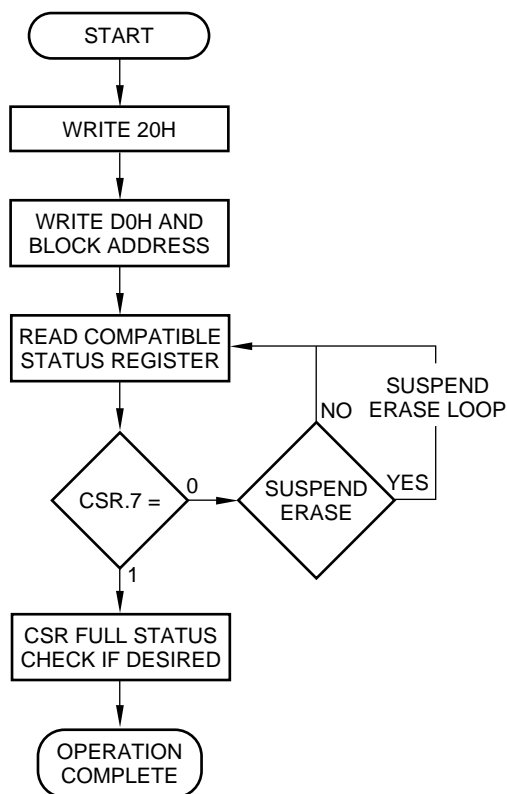 START
WRITE 20H
WRITE D0H AND
BLOCK ADDRESS
READ COMPATIBLE
STATUS REGISTER
SUSPEND
ERASE LOOP
NO
CSR.7 =
0
SUSPEND
ERASE
YES
1
CSR FULL STATUS
CHECK IF DESIRED
OPERATION
COMPLETE